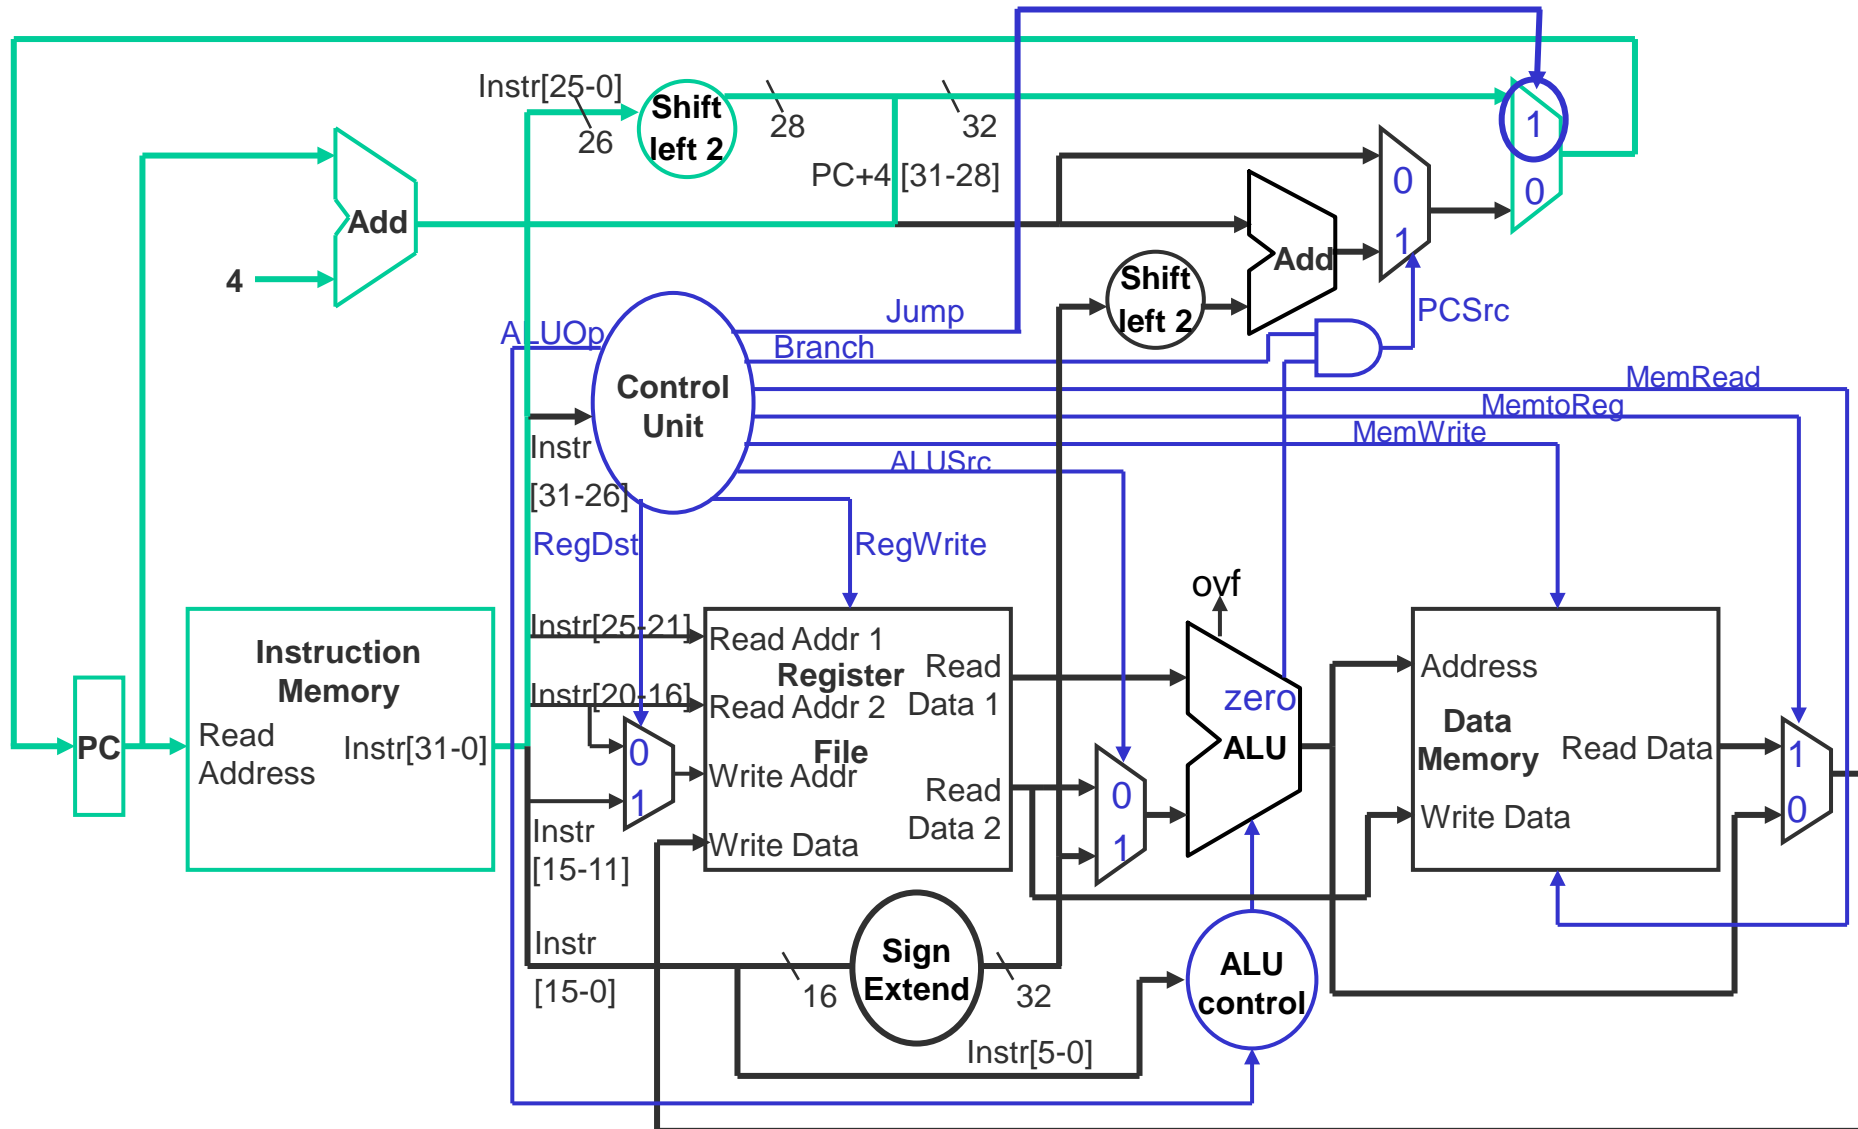 Instr[25-0]
Shift
left 2
26
28
32
PC+4 [31-28]
1
0
Add
4
0
1
Add
Shift
left 2
PCSrc
Jump
ALUOp
Branch
Control
Unit
MemRead
MemtoReg
MemWrite
ALUSrc
Instr
[31-26]
RegDst
RegWrite
ovf
Instruction
Memory
Read
Address
Instr[31-0]
PC
Instr[25-21]
Instr[20-16]
0
1
Instr
[15-11]
Read Addr 1
Register
Read Addr 2
File
Write Addr
Write Data
Read
Data 1
Read
Data 2
0
1
zero
ALU
Address
Data
Memory
Read Data
Write Data
1
0
Instr
[15-0]
16
Sign
Extend
32
ALU
control
Instr[5-0]